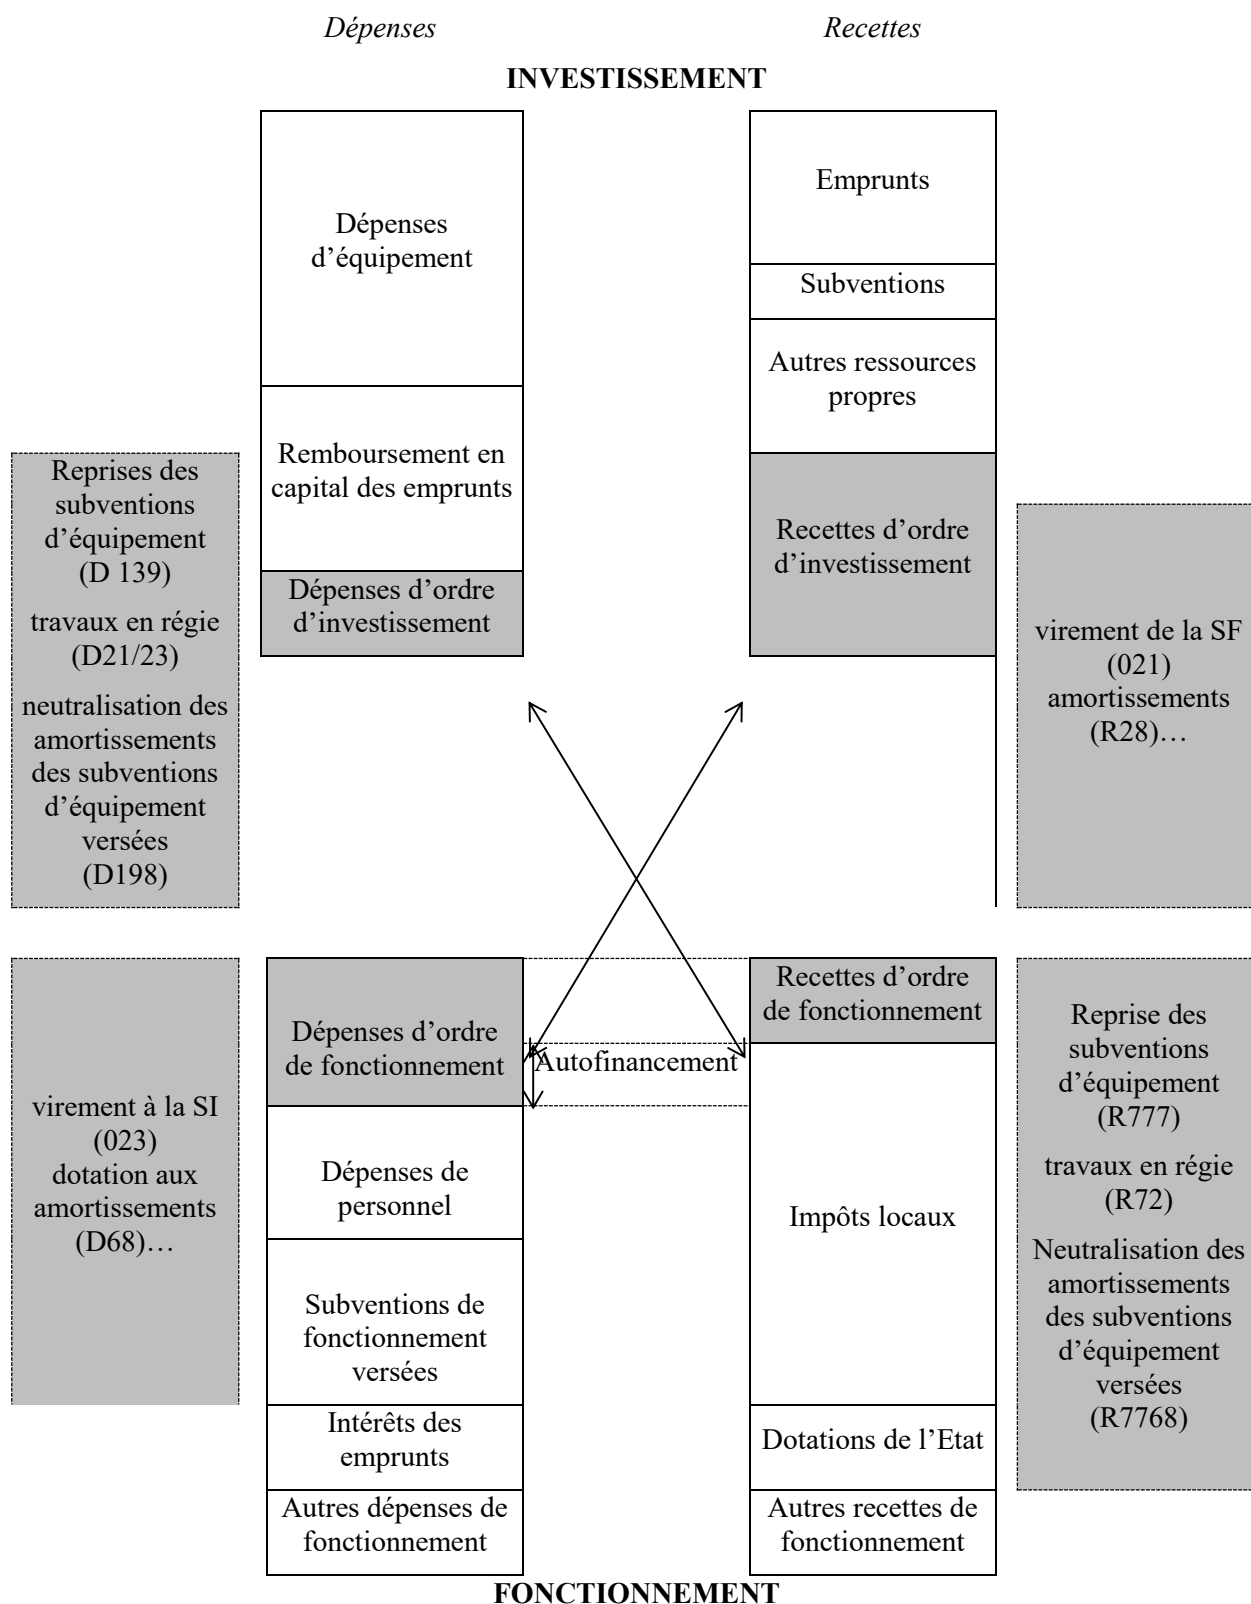 Dépenses
Recettes
INVESTISSEMENT
Dépenses
d’équipement
Remboursement en
capital des emprunts
Dépenses d’ordre
d’investissement
Emprunts
Subventions
Autres ressources
propres
Recettes d’ordre
d’investissement
Reprises des
subventions
d’équipement
(D 139)
travaux en régie
(D21/23)
neutralisation des
amortissements
des subventions
d’équipement
versées
(D198)
virement de la SF
(021)
amortissements
(R28)…
virement à la SI
(023)
dotation aux
amortissements
(D68)…
Dépenses d’ordre
de fonctionnement
Dépenses de
personnel
Subventions de
fonctionnement
versées
Intérêts des
emprunts
Autres dépenses de
fonctionnement
Autofinancement
Recettes d’ordre
de fonctionnement
Impôts locaux
Dotations de l’Etat
Autres recettes de
fonctionnement
Reprise des
subventions
d’équipement
(R777)
travaux en régie
(R72)
Neutralisation des
amortissements
des subventions
d’équipement
versées
(R7768)
FONCTIONNEMENT